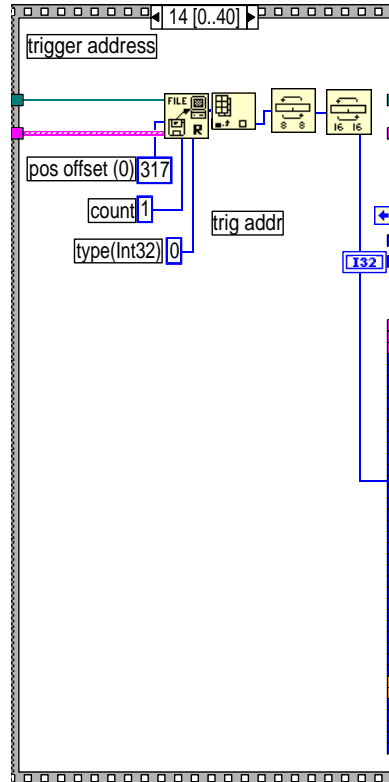 14 [0..40]
trigger address
FILE
R
8 8
16 16
pos offset (0) 317
count 1
trig addr
type(Int32) 0
I32